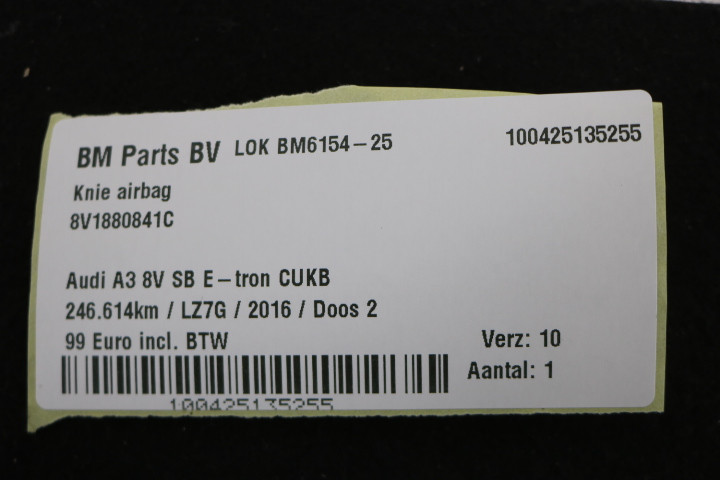 BM Parts BV LOK BM6154-25 100425135255
Knie airbag
8V1880841C
Audi A3 8V SB E-tron CUKB
246.614km / LZ7G / 2016 / Doos 2
99 Euro incl. BTW Verz: 10
Aantal: 1
100425135255